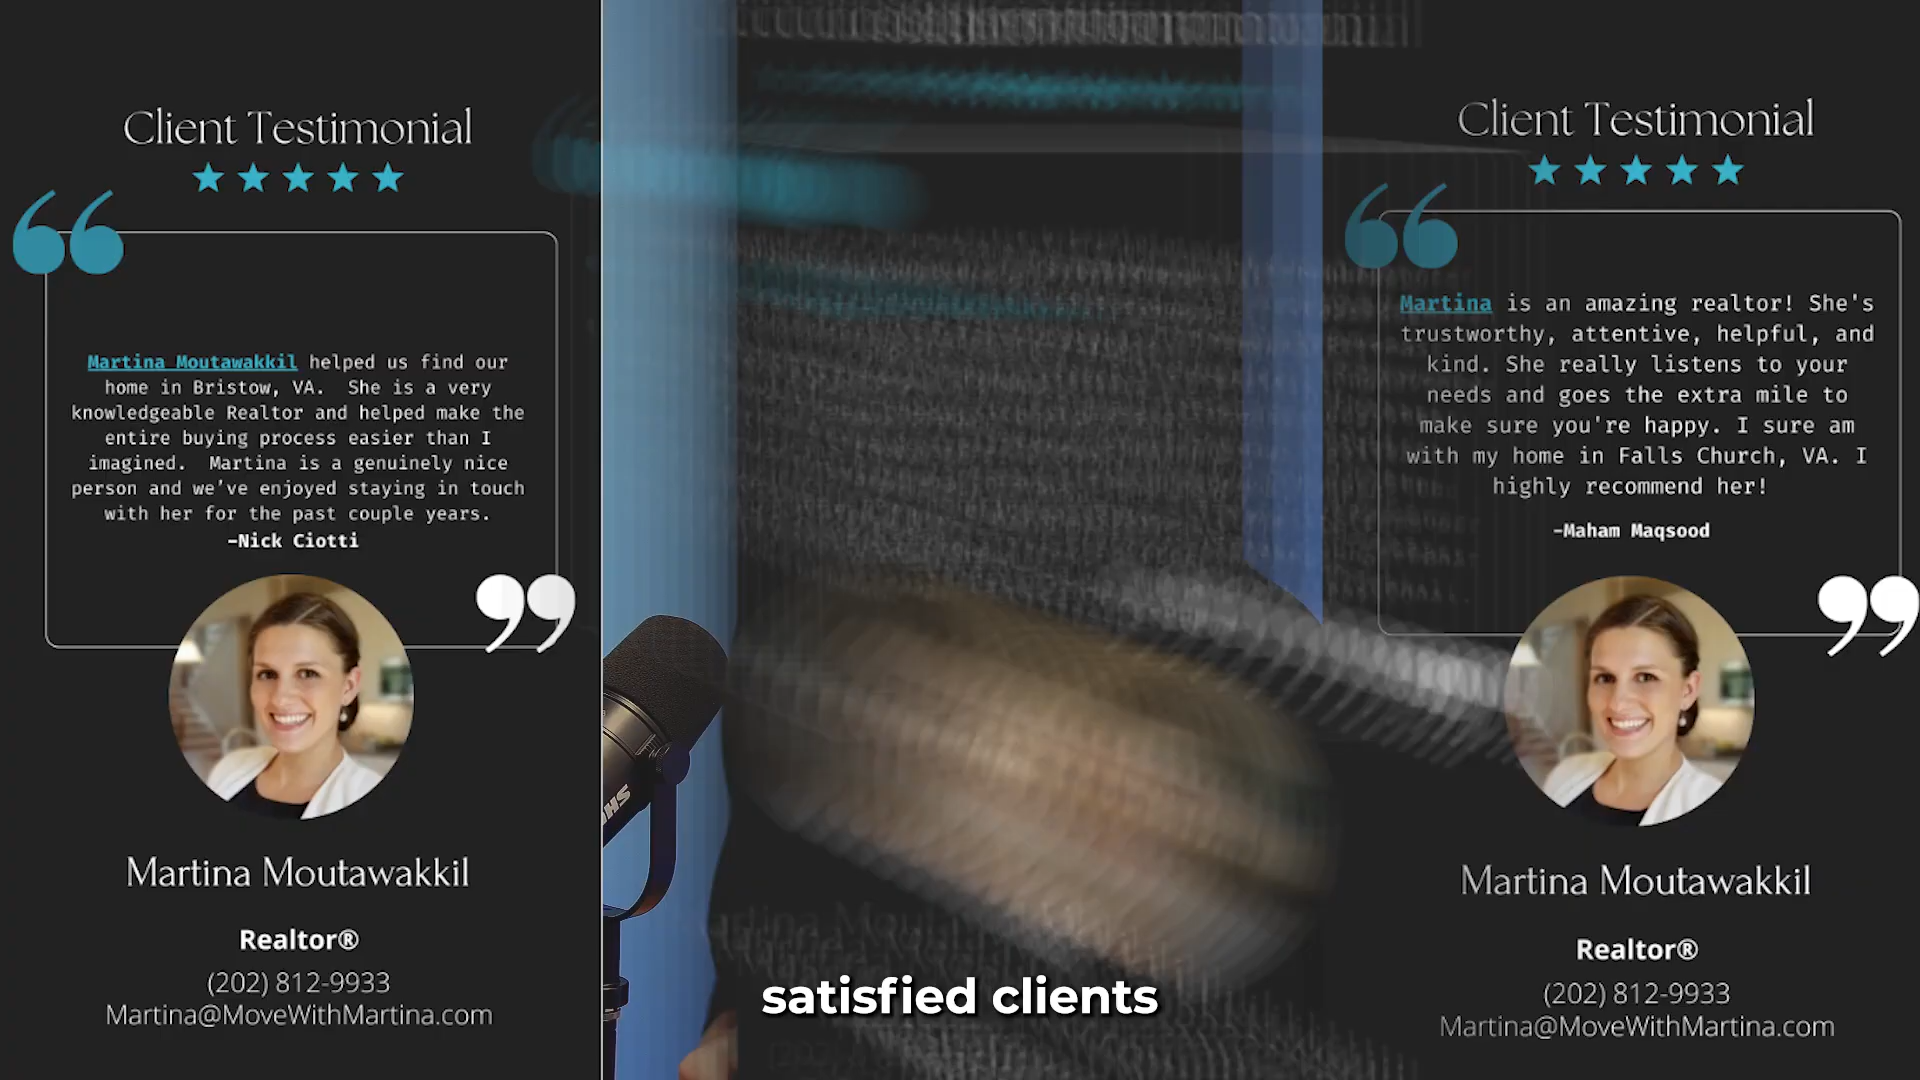 Client Testimonial
Martina Moutawakkil helped us find our
home in Bristow, VA. She is a very
knowledgeable Realtor and helped make the
entire buying process easier than I
imagined. Martina is a genuinely nice
person and we've enjoyed staying in touch
with her for the past couple years.
-Nick Ciotti
Martina Moutawakkil
Realtor®
(202) 812-9933
Martina@MoveWithMartina.com
satisfied clients
Client Testimonial
Martina is an amazing realtor! She's
trustworthy, attentive, helpful, and
kind. She really listens to your
needs and goes the extra mile to
make sure you're happy. I sure am
with my home in Falls Church, VA. I
highly recommend her!
-Maham Maqsood
Martina Moutawakkil
Realtor®
(202) 812-9933
Martina@MoveWithMartina.com